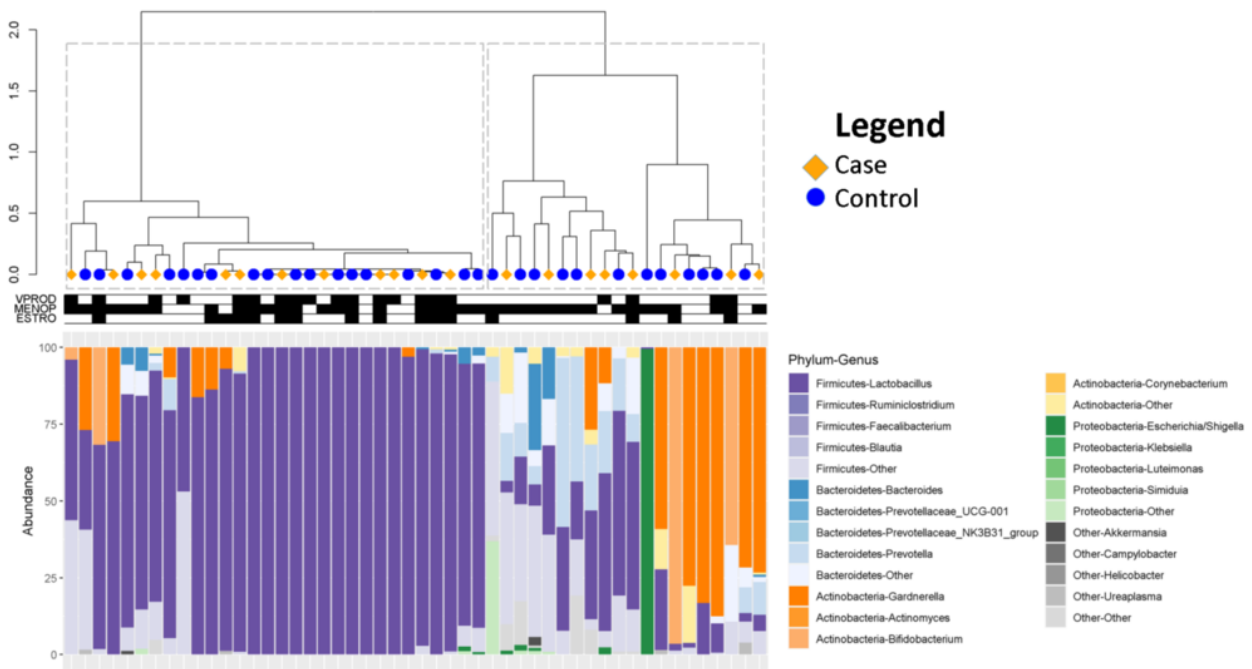 2.0
1.5
1.0
0.5
0.0
Legend
Case
Control
VPROD
MENOP
ESTRO
100
75
50
25
0
Abundance
Phylum-Genus
Firmicutes-Lactobacillus
Firmicutes-Ruminiclostridium
Firmicutes-Faecalibacterium
Firmicutes-Blautia
Firmicutes-Other
Bacteroidetes-Bacteroides
Bacteroidetes-Prevotellaceae_UCG-001
Bacteroidetes-Prevotellaceae_NK3B31_group
Bacteroidetes-Prevotella
Bacteroidetes-Other
Actinobacteria-Gardnerella
Actinobacteria-Actinomyces
Actinobacteria-Bifidobacterium
Actinobacteria-Corynebacterium
Actinobacteria-Other
Proteobacteria-Escherichia/Shigella
Proteobacteria-Klebsiella
Proteobacteria-Luteimonas
Proteobacteria-Simiduia
Proteobacteria-Other
Other-Akkermansia
Other-Campylobacter
Other-Helicobacter
Other-Ureaplasma
Other-Other